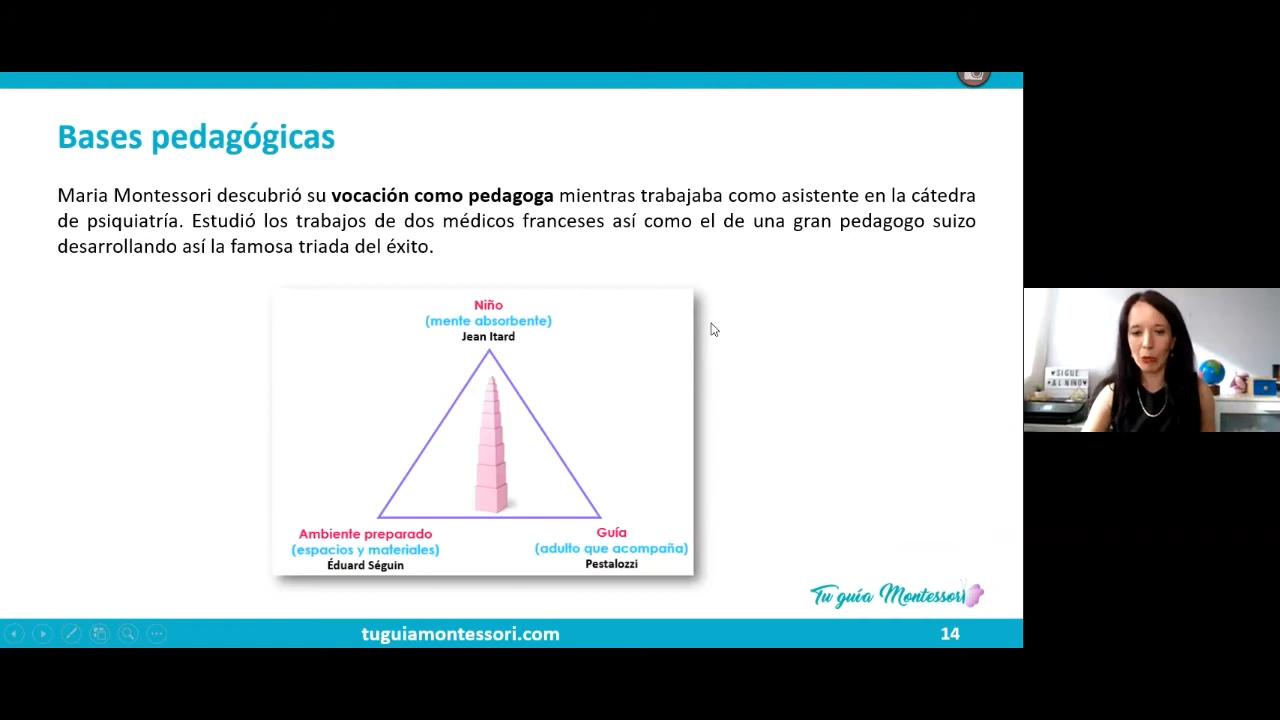 Bases pedagógicas
Maria Montessori descubrió su vocación como pedagoga mientras trabajaba como asistente en la cátedra
de psiquiatría. Estudió los trabajos de dos médicos franceses así como el de una gran pedagogo suizo
desarrollando así la famosa triada del éxito.
Niño
(mente absorbente)
Jean Itard
Ambiente preparado
(espacios y materiales)
Éduard Séguin
Guía
(adulto que acompaña)
Pestalozzi
Tu guía Montessori
tuguiamontessori.com
14
♥SIGUE
♥AL NIÑO♥